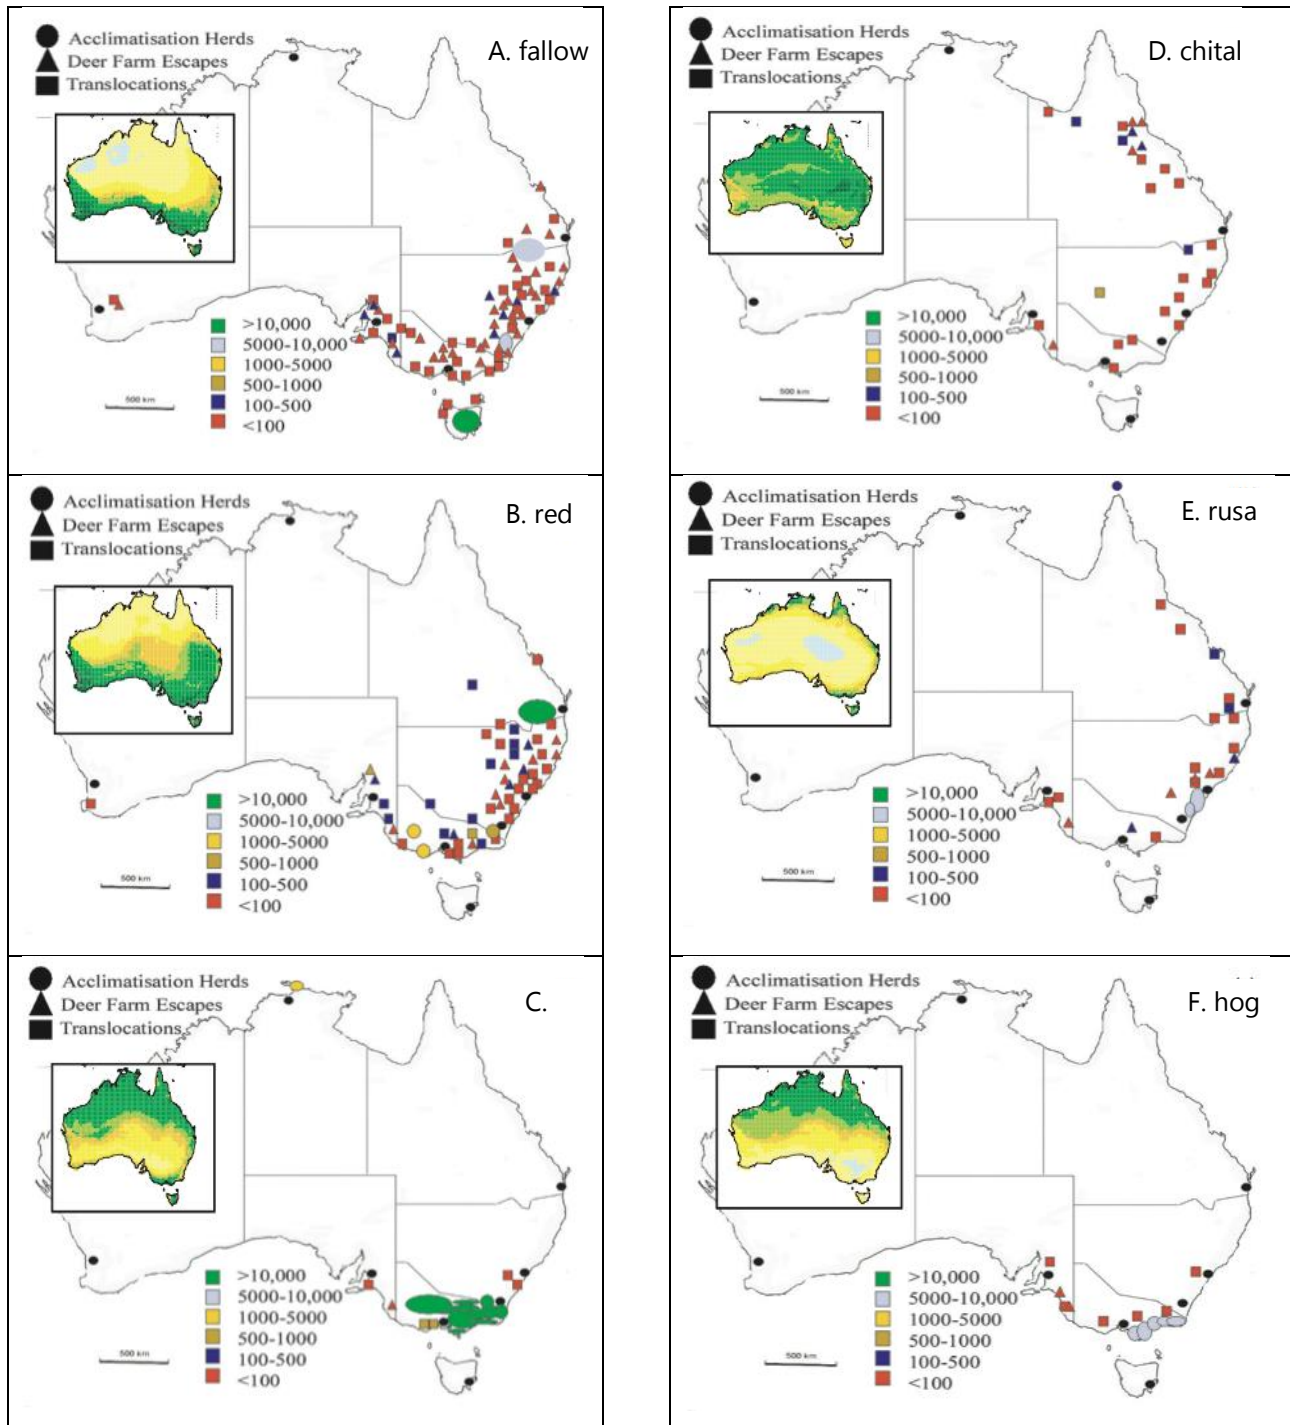 Acclimatisation Herds
Deer Farm Escapes
Translocations
A. fallow
>10,000
5000-10,000
1000-5000
500-1000
100-500
<100
500 km
Acclimatisation Herds
Deer Farm Escapes
Translocations
D. chital
>10,000
5000-10,000
1000-5000
500-1000
100-500
<100
500 km
Acclimatisation Herds
Deer Farm Escapes
Translocations
B. red
>10,000
5000-10,000
1000-5000
500-1000
100-500
<100
500 km
Acclimatisation Herds
Deer Farm Escapes
Translocations
E. rusa
>10,000
5000-10,000
1000-5000
500-1000
100-500
<100
500 km
Acclimatisation Herds
Deer Farm Escapes
Translocations
C.
>10,000
5000-10,000
1000-5000
500-1000
100-500
<100
500 km
Acclimatisation Herds
Deer Farm Escapes
Translocations
F. hog
>10,000
5000-10,000
1000-5000
500-1000
100-500
<100
500 km